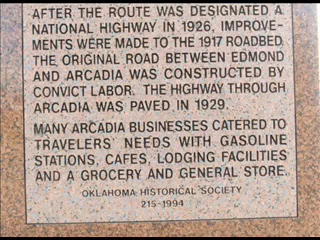 AFTER THE ROUTE WAS DESIGNATED A
NATIONAL HIGHWAY IN 1926, IMPROVE-
MENTS WERE MADE TO THE 1917 ROADBED.
THE ORIGINAL ROAD BETWEEN EDMOND
AND ARCADIA WAS CONSTRUCTED BY
CONVICT LABOR. THE HIGHWAY THROUGH
ARCADIA WAS PAVED IN 1929.
MANY ARCADIA BUSINESSES CATERED TO
TRAVELERS' NEEDS WITH GASOLINE
STATIONS, CAFES, LODGING FACILITIES
AND A GROCERY AND GENERAL STORE.
OKLAHOMA HISTORICAL SOCIETY
215-1994